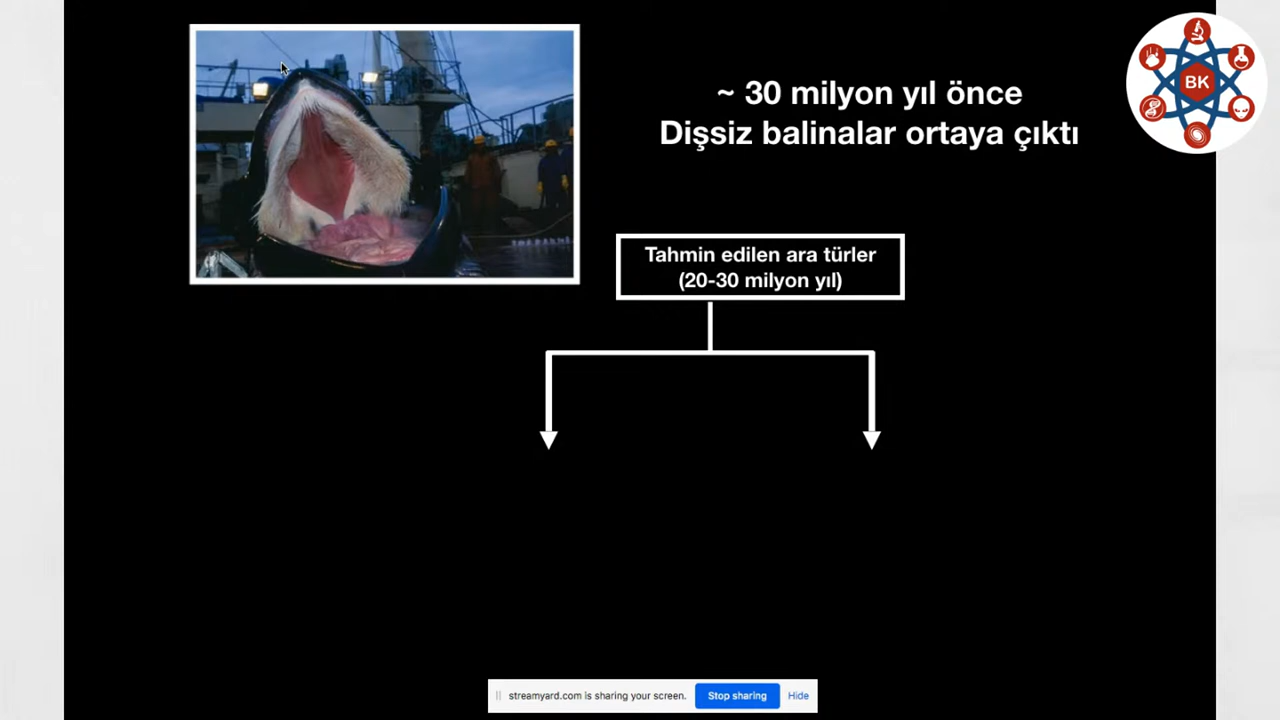 ~ 30 milyon yıl önce
Dişsiz balinalar ortaya çıktı
BK
Tahmin edilen ara türler
(20-30 milyon yıl)
streamyard.com is sharing your screen.
Stop sharing
Hide